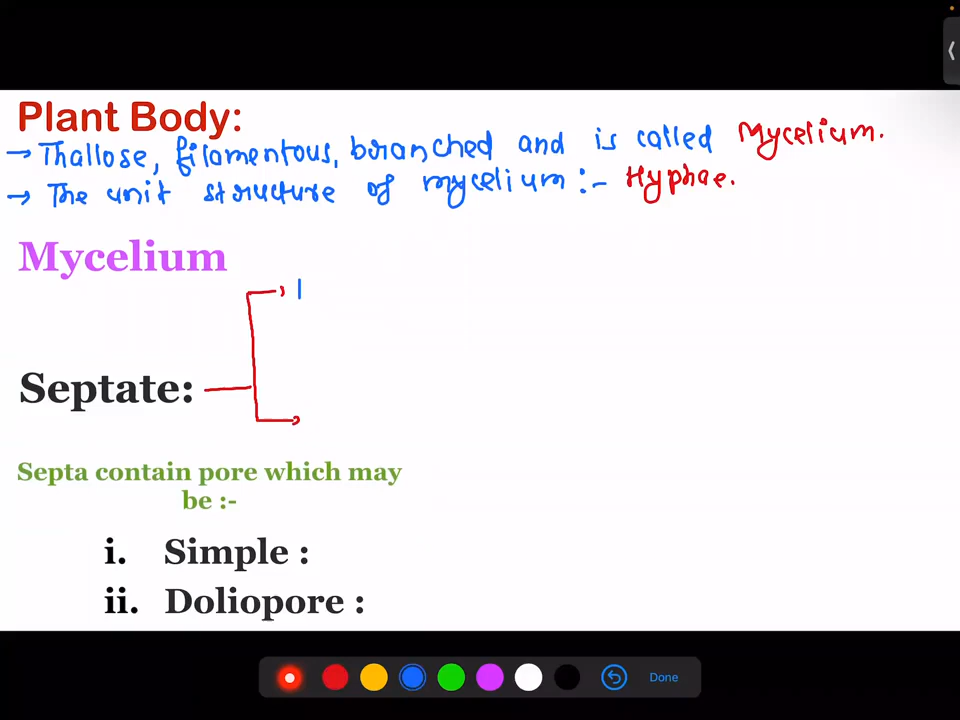 Plant Body:
→ Thallose, filamentous, branched and is called Mycelium.
→ The unit structure of mycelium :- Hyphae.
Mycelium
Septate:
Septa contain pore which may
be :-
i. Simple :
ii. Doliopore :
Done